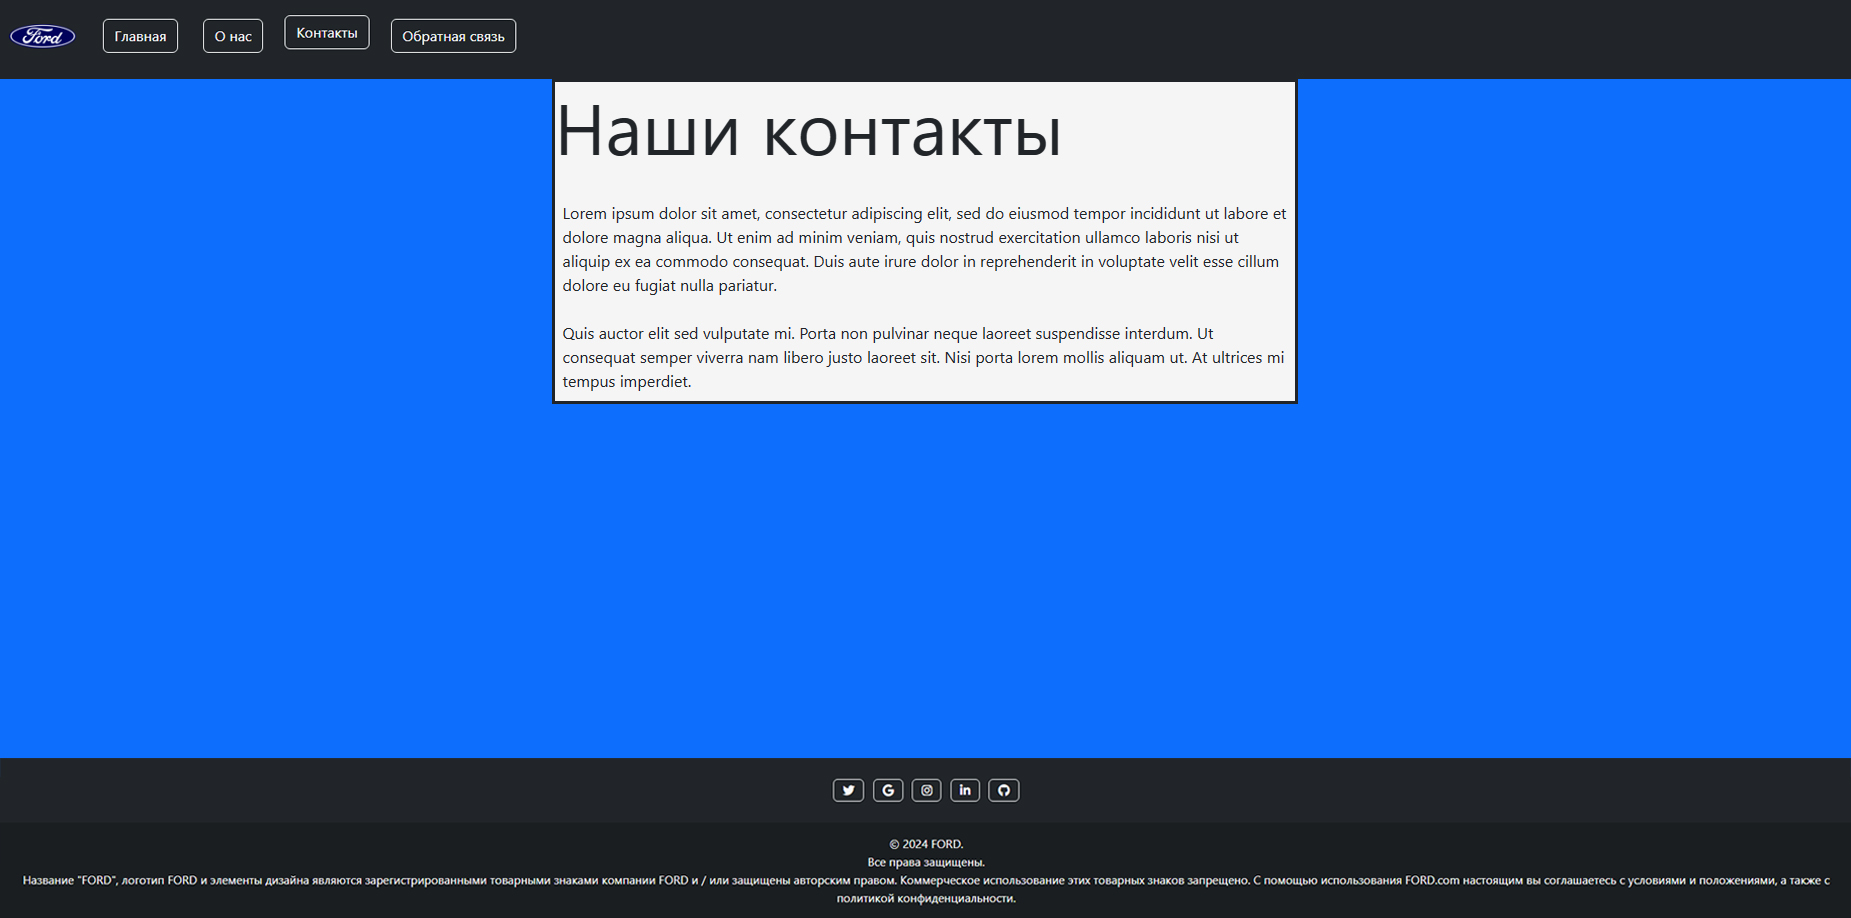 Ford Главная О нас Контакты Обратная связь
Наши контакты
Lorem ipsum dolor sit amet, consectetur adipiscing elit, sed do eiusmod tempor incididunt ut labore et
dolore magna aliqua. Ut enim ad minim veniam, quis nostrud exercitation ullamco laboris nisi ut
aliquip ex ea commodo consequat. Duis aute irure dolor in reprehenderit in voluptate velit esse cillum
dolore eu fugiat nulla pariatur.
Quis auctor elit sed vulputate mi. Porta non pulvinar neque laoreet suspendisse interdum. Ut
consequat semper viverra nam libero justo laoreet sit. Nisi porta lorem mollis aliquam ut. At ultrices mi
tempus imperdiet.
© 2024 FORD.
Все права защищены.
Название "FORD", логотип FORD и элементы дизайна являются зарегистрированными товарными знаками компании FORD и / или защищены авторским правом. Коммерческое использование этих товарных знаков запрещено. С помощью использования FORD.com настоящим вы соглашаетесь с условиями и положениями, а также с
политикой конфиденциальности.